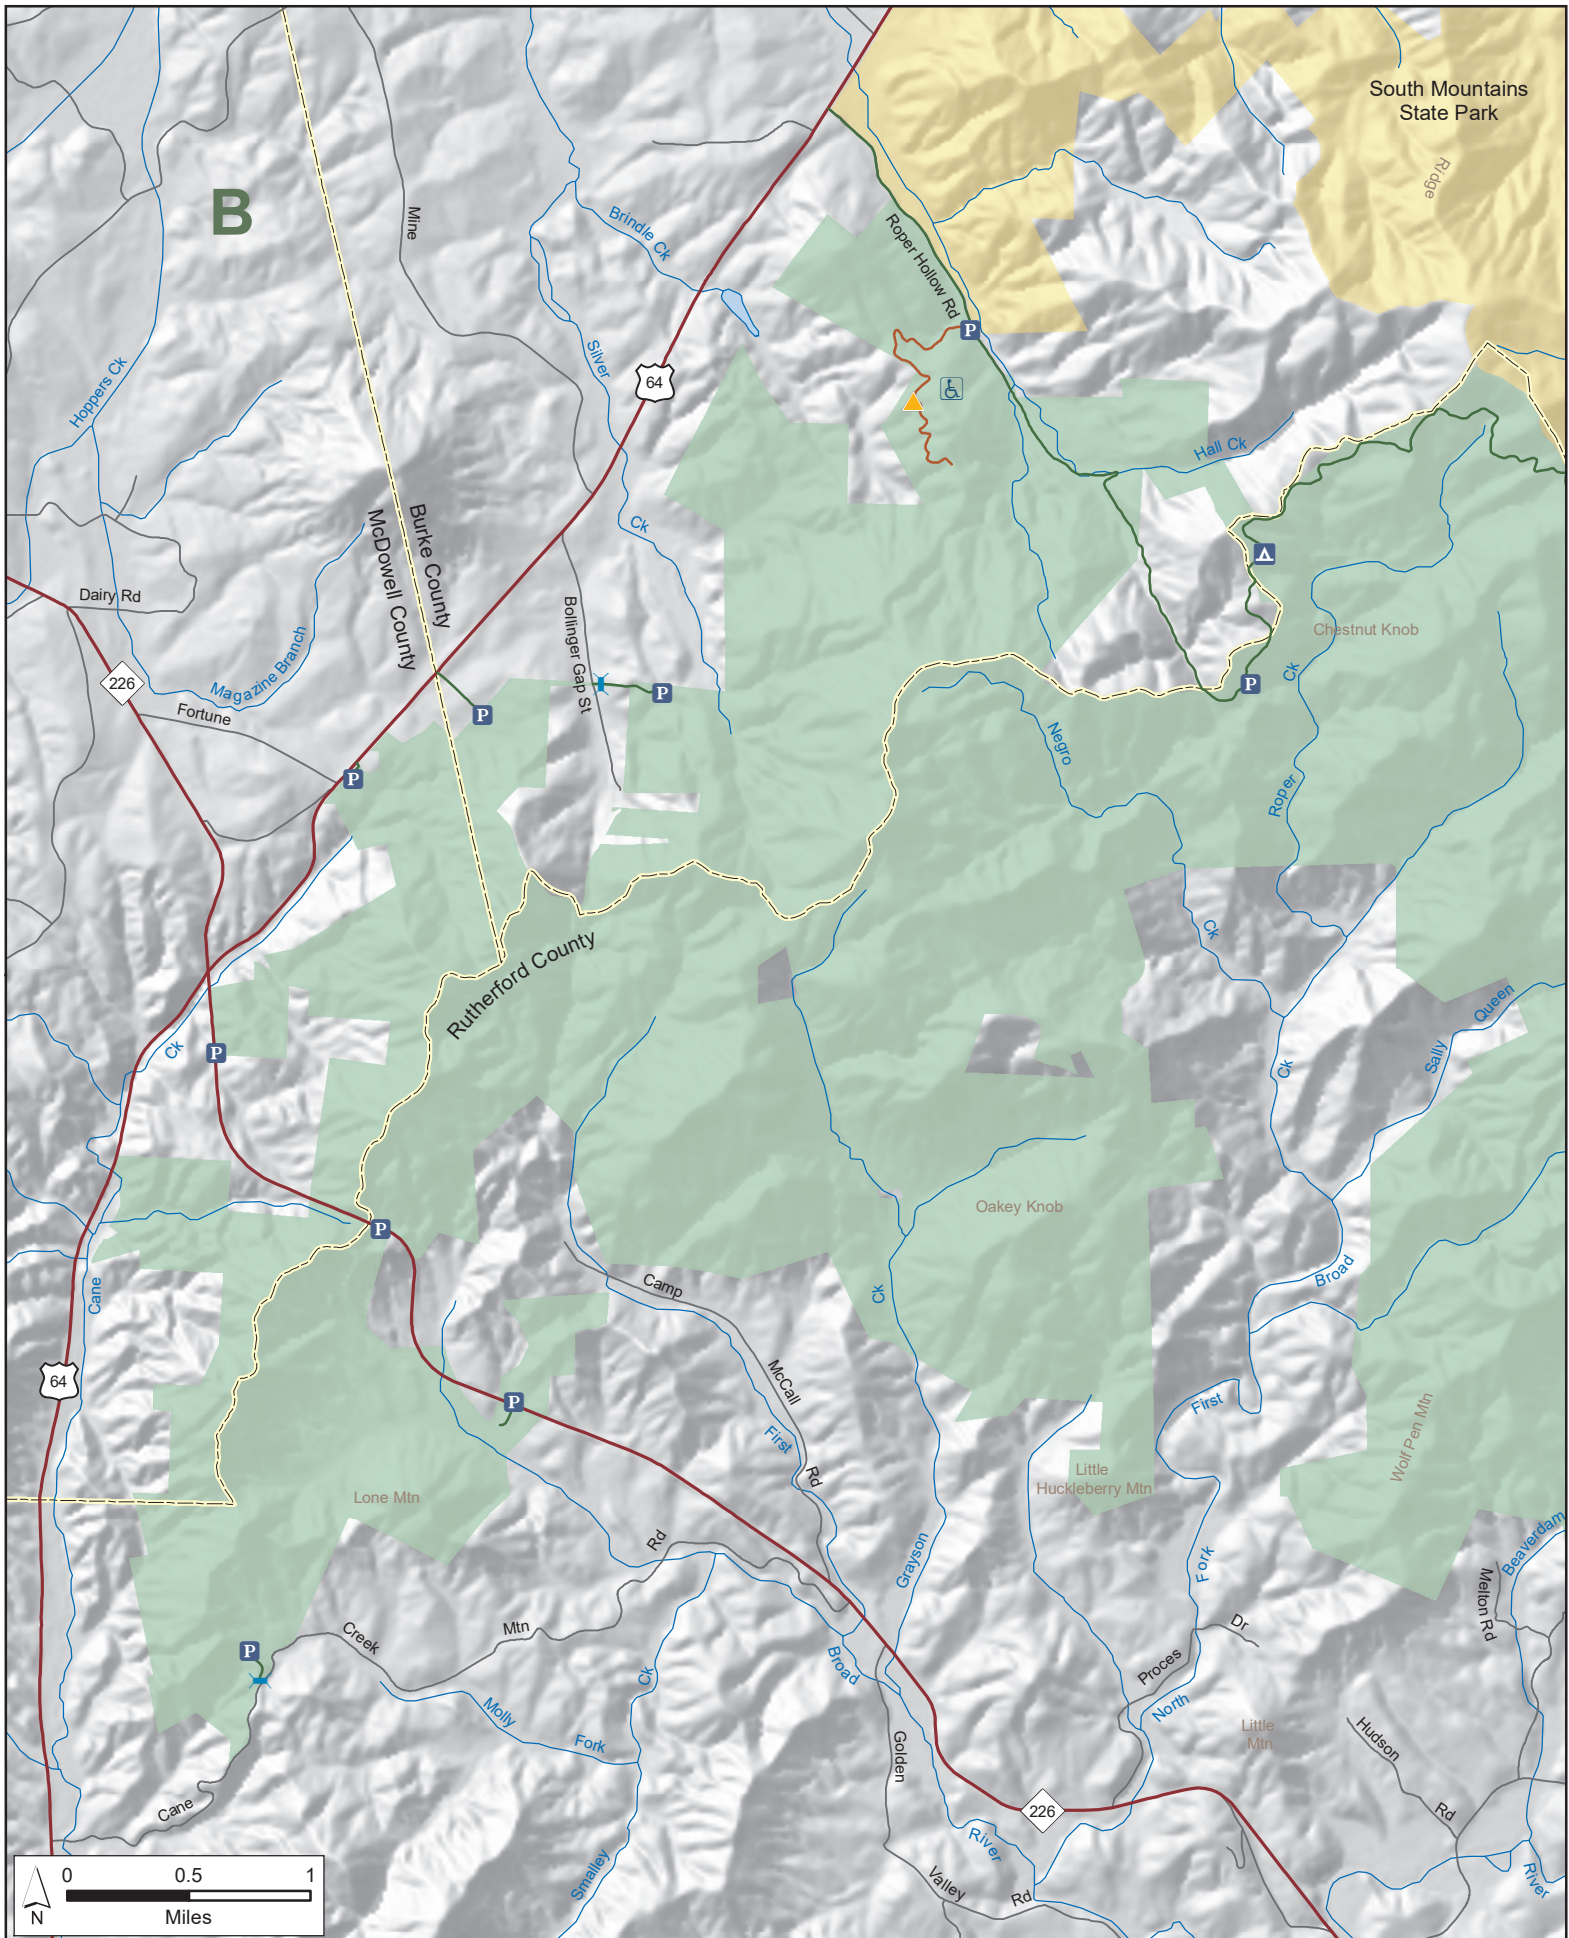 South Mountains
State Park
Ridge
B
Mine
Brindle Ck
Roper Hollow Rd
P
Silver
64
Hoppers Ck
Hall Ck
Ck
Burke County
McDowell County
Dairy Rd
Bollinger Gap St
Chestnut Knob
Magazine Branch
226
Ck
P
P
P
Fortune
Negro
P
Roper
Ck
Rutherford County
Queen
Sally
Ck
P
Ck
Oakey Knob
P
Broad
Cane
Camp
Ck
64
McCall
First
P
First
Wolf Pen Mtn
Rd
Little
Huckleberry Mtn
Lone Mtn
Beaverdam
Rd
Grayson
Fork
Melton Rd
Mtn
Creek
Dr
P
Proces
Broad
Ck
North
Molly
Fork
Little
Mtn
Hudson
Golden
Cane
226
Rd
River
Smalley
Valley
Rd
River
0 0.5 1
Miles
N